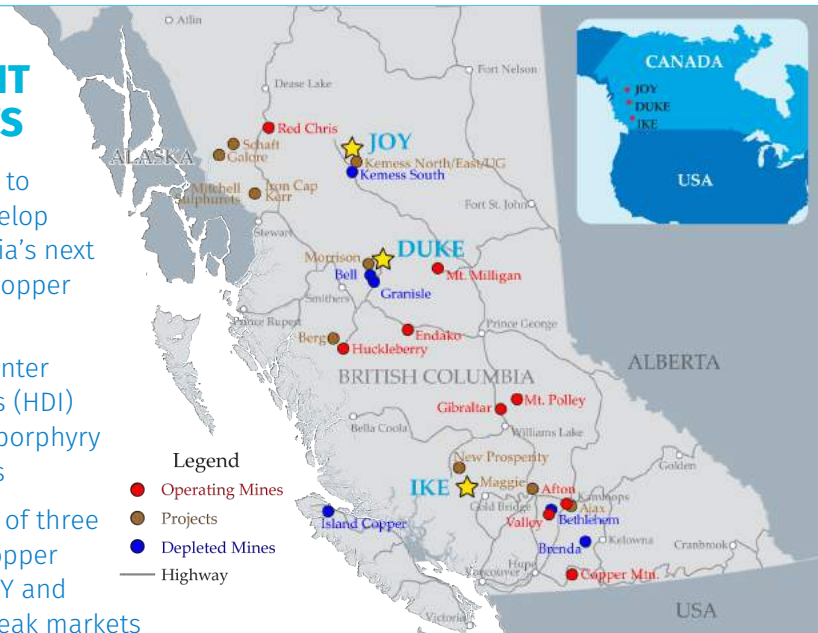 IT
S
to
elop
ia's next
opper
nter
s (HDI)
porphyry
s
of three
opper
Y and
eak markets
Atlin
Dease Lake
Fort Nelson
Red Chris
JOY
Schaft
Galore
Kemess North/East/UG
Kemess South
ALASKA
Mitchell
Sulphurets
Iron Cap
Kerr
Fort St. John
Stewart
DUKE
Morrison
Bell
Mt. Milligan
Granisle
Smithers
Prince Rupert
Endako
Prince George
Berg
Huckleberry
ALBERTA
BRITISH COLUMBIA
Mt. Polley
Gibraltar
Bella Coola
Williams Lake
New Prosperity
Golden
IKE
Maggie
Afton
Kamloops
Gold Bridge
Ajax
Valley
Bethlehem
Island Copper
Brenda
Kelowna
Cranbrook
Hope
Vancouver
Copper Mtn.
Victoria
USA
Legend
Operating Mines
Projects
Depleted Mines
Highway
CANADA
JOY
DUKE
IKE
USA